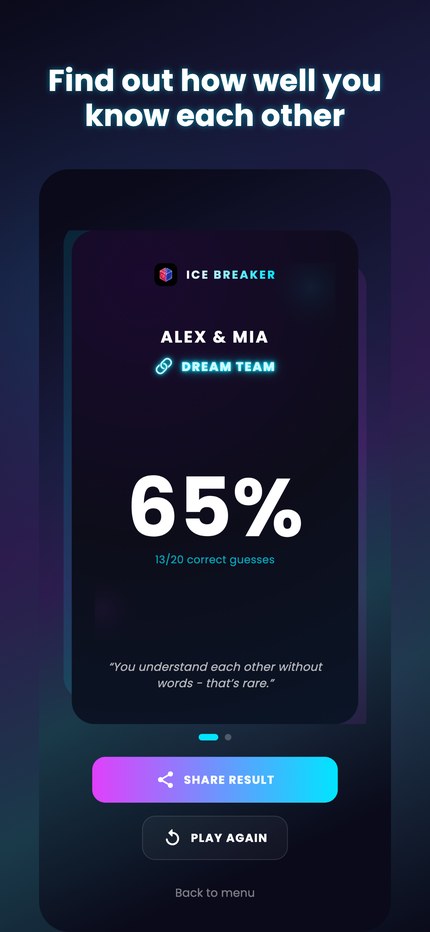 Find out how well you
know each other
ICE BREAKER
ALEX & MIA
DREAM TEAM
65%
13/20 correct guesses
“You understand each other without
words – that’s rare.”
SHARE RESULT
PLAY AGAIN
Back to menu